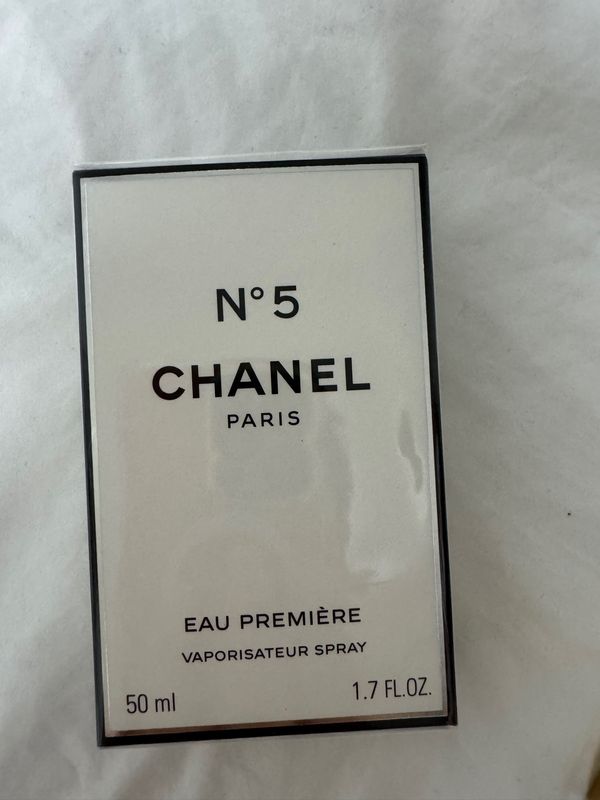 N°5
CHANEL
PARIS
EAU PREMIÈRE
VAPORISATEUR SPRAY
50 ml 1.7 FL.OZ.